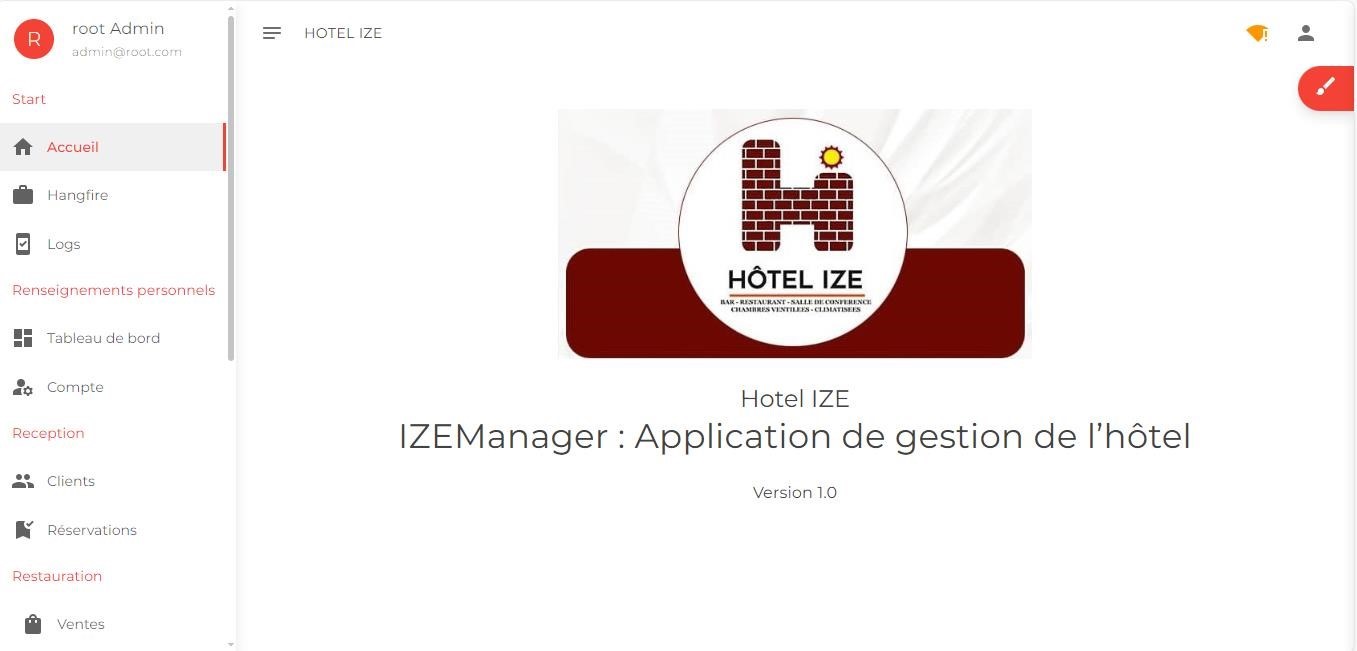 R
root Admin
admin@root.com
Start
Accueil
Hangfire
Logs
Renseignements personnels
Tableau de bord
Compte
Reception
Clients
Réservations
Restauration
Ventes
HOTEL IZE
HÔTEL IZE
BAR - RESTAURANT - SALLE DE CONFERENCE
CHAMBRES VENTILEES - CLIMATISEES
Hotel IZE
IZEManager : Application de gestion de l’hôtel
Version 1.0